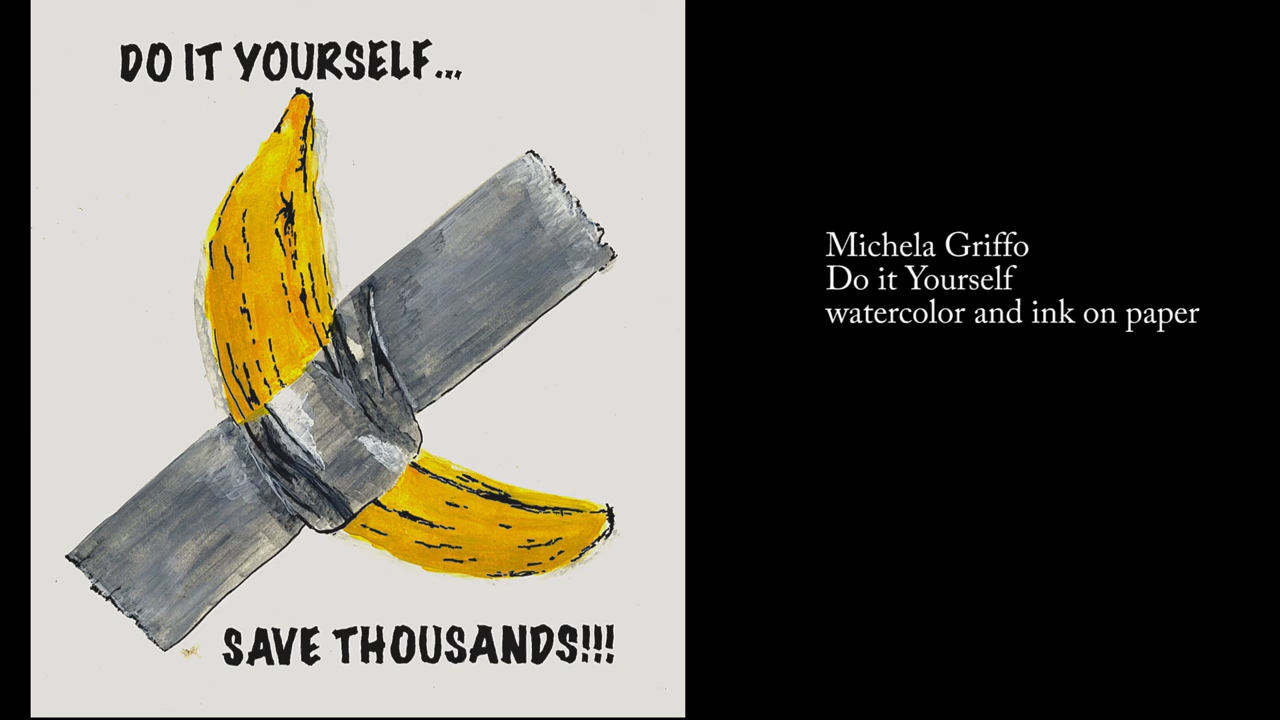 DO IT YOURSELF...
SAVE THOUSANDS!!!
Michela Griffo
Do it Yourself
watercolor and ink on paper